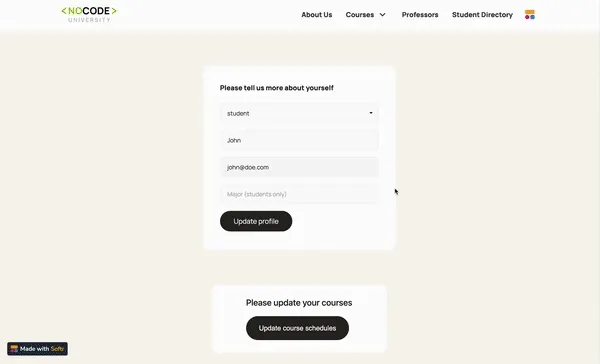 <NOCODE>
UNIVERSITY
About Us Courses Professors Student Directory
Please tell us more about yourself
student
John
john@doe.com
Major (students only)
Update profile
Please update your courses
Update course schedules
Made with Softr